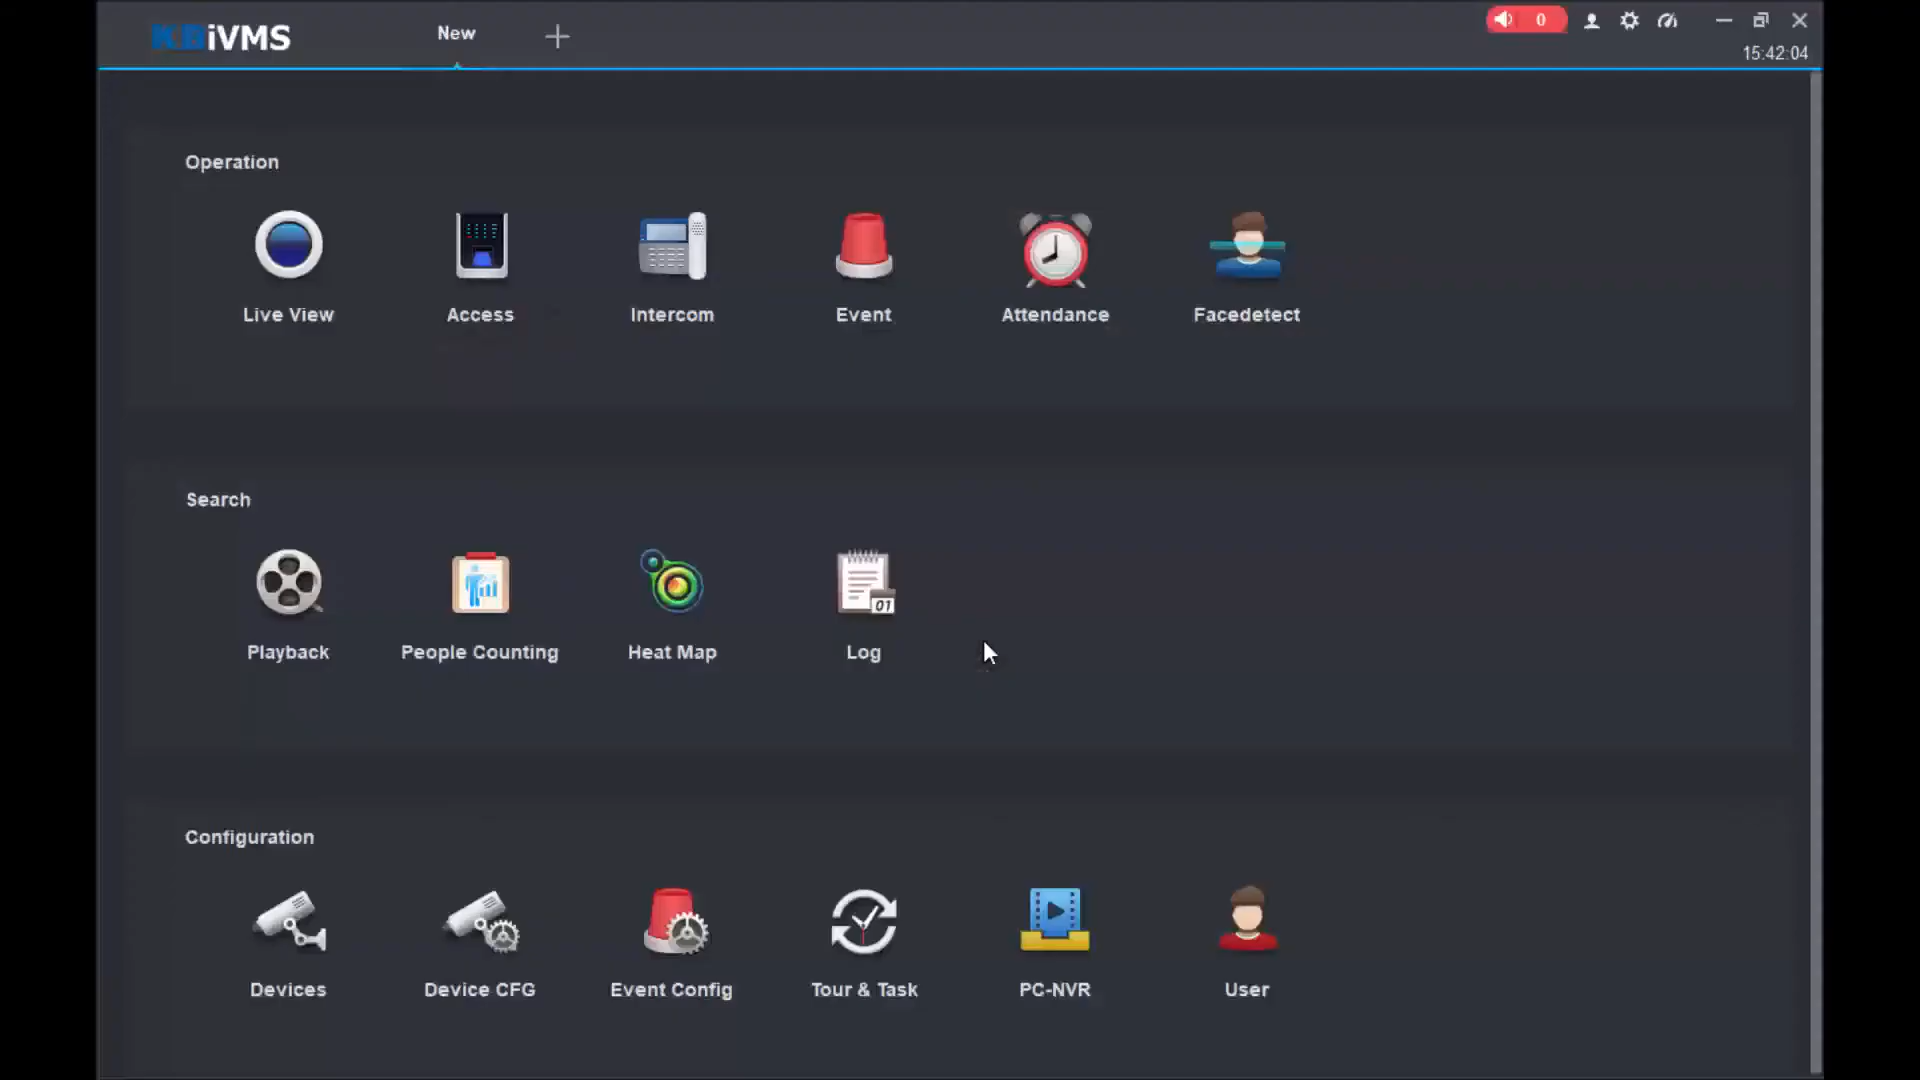 KBiVMS New + 0
15:42:04
Operation
Live View Access Intercom Event Attendance Facedetect
Search
01
Playback People Counting Heat Map Log
Configuration
Devices Device CFG Event Config Tour & Task PC-NVR User